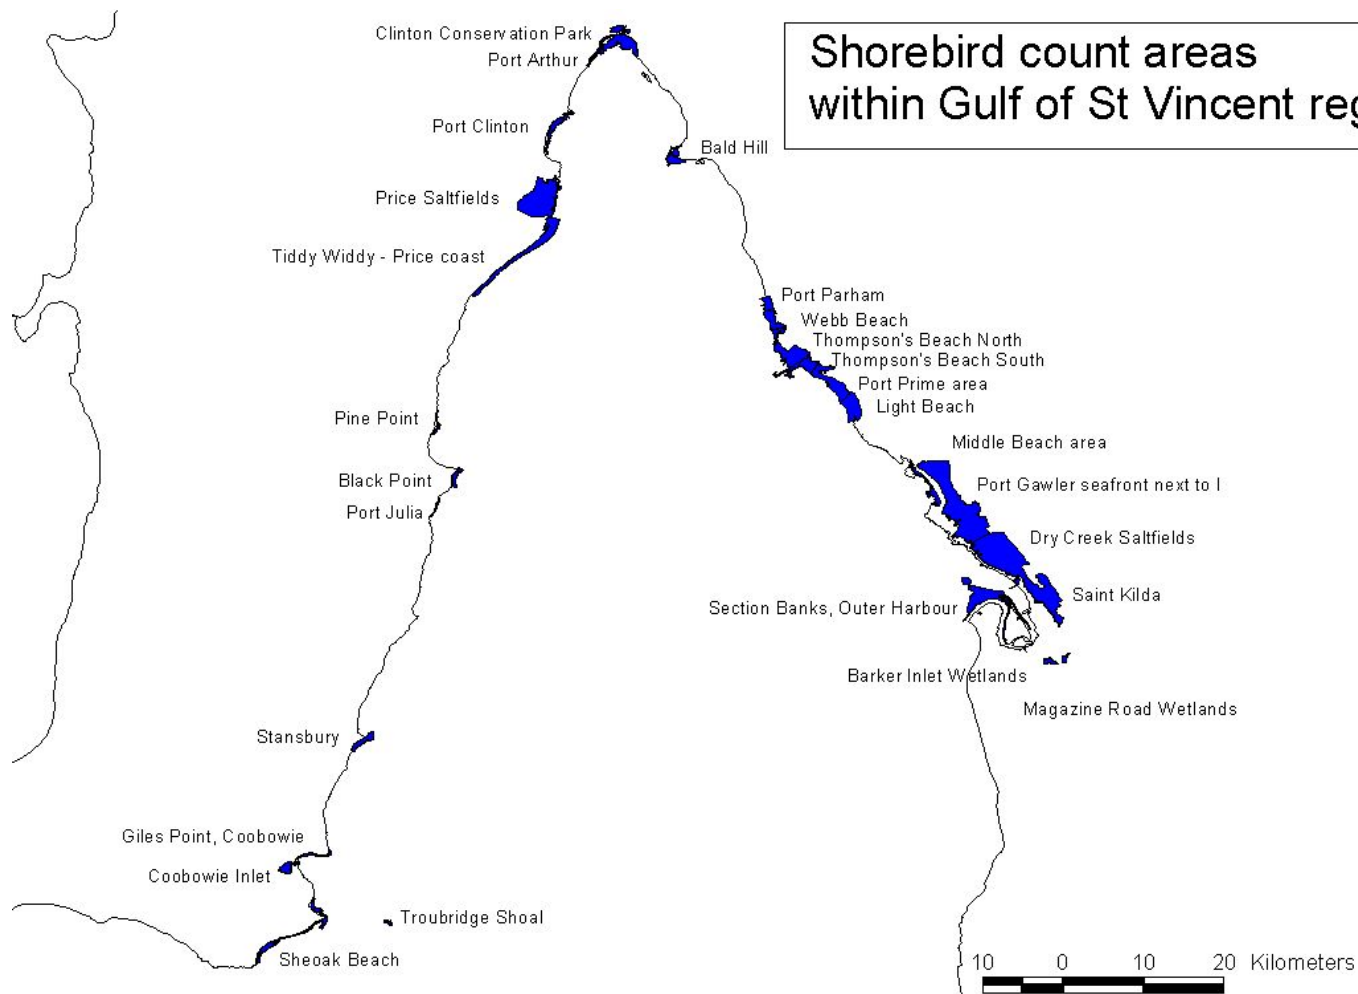 Shorebird count areas
within Gulf of St Vincent reg
Clinton Conservation Park
Port Arthur
Port Clinton
Bald Hill
Price Saltfields
Tiddy Widdy - Price coast
Port Parham
Webb Beach
Thompson's Beach North
Thompson's Beach South
Port Prime area
Light Beach
Pine Point
Middle Beach area
Black Point
Port Gawler seafront next to I
Port Julia
Dry Creek Saltfields
Saint Kilda
Section Banks, Outer Harbour
Barker Inlet Wetlands
Magazine Road Wetlands
Stansbury
Giles Point, Coobowie
Coobowie Inlet
Troubridge Shoal
Sheoak Beach
10 0 10 20 Kilometers